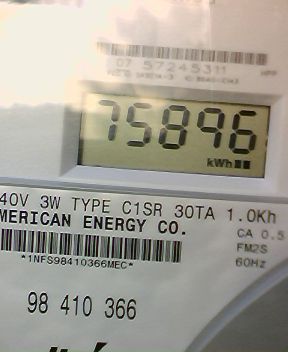 07 57245311
75896
kWh
40V 3W TYPE C1SR 30TA 1.0Kh
MERICAN ENERGY CO.
CA 0.5
FM2S
*1NFS98410366MEC*
60Hz
98 410 366